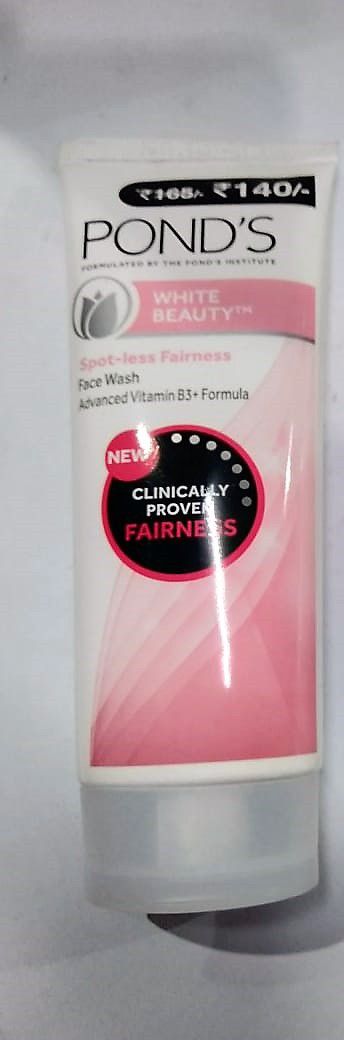 ₹165/- ₹140/-
POND'S
FORMULATED BY THE POND'S INSTITUTE
WHITE
BEAUTY™
Spot-less Fairness
Face Wash
Advanced Vitamin B3+ Formula
NEW
CLINICALLY
PROVEN
FAIRNESS